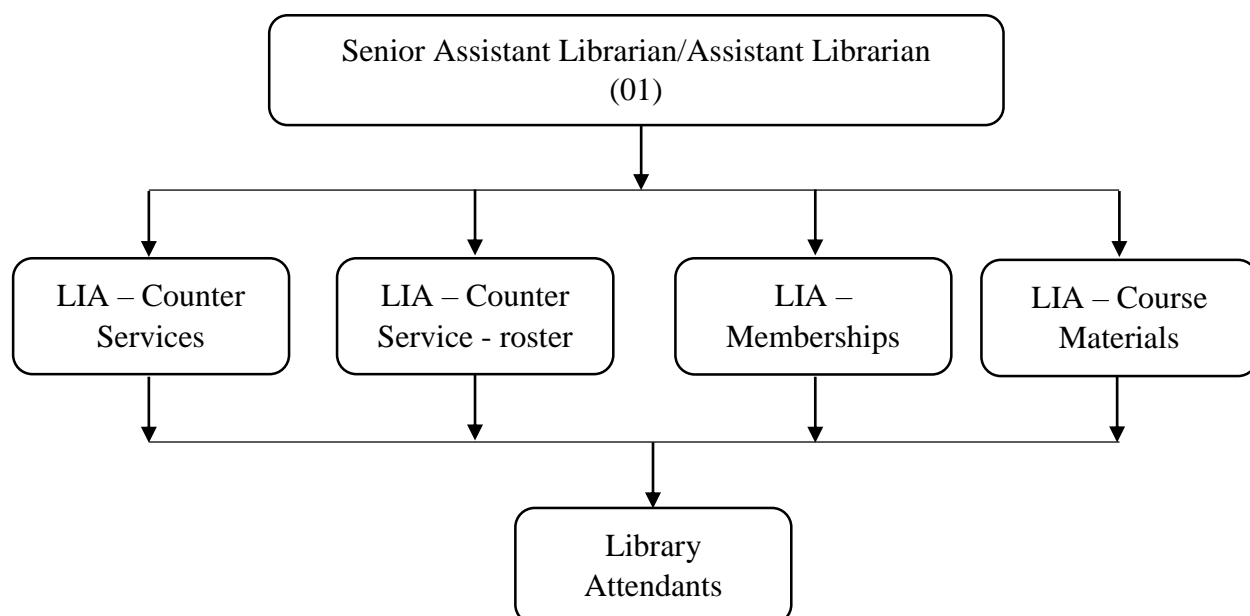 Senior Assistant Librarian/Assistant Librarian
(01)
LIA – Counter
Services
LIA – Counter
Service - roster
LIA –
Memberships
LIA – Course
Materials
Library
Attendants